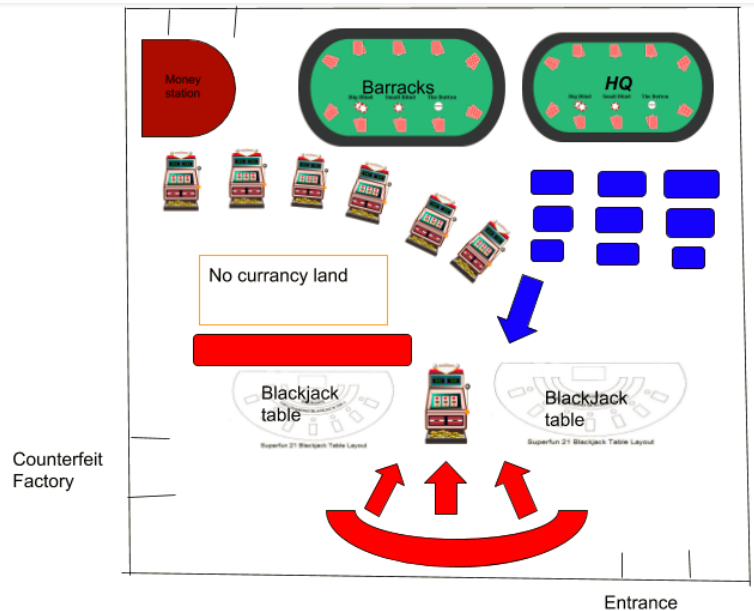 Money
station
Barracks
Big Blind
Small Blind
The Button
HQ
Big Blind
Small Blind
The Button
No currancy land
Blackjack
table
BlackJack
table
Superfun 21 Blackjack Table Layout
Superfun 21 Blackjack Table Layout
Counterfeit
Factory
Entrance